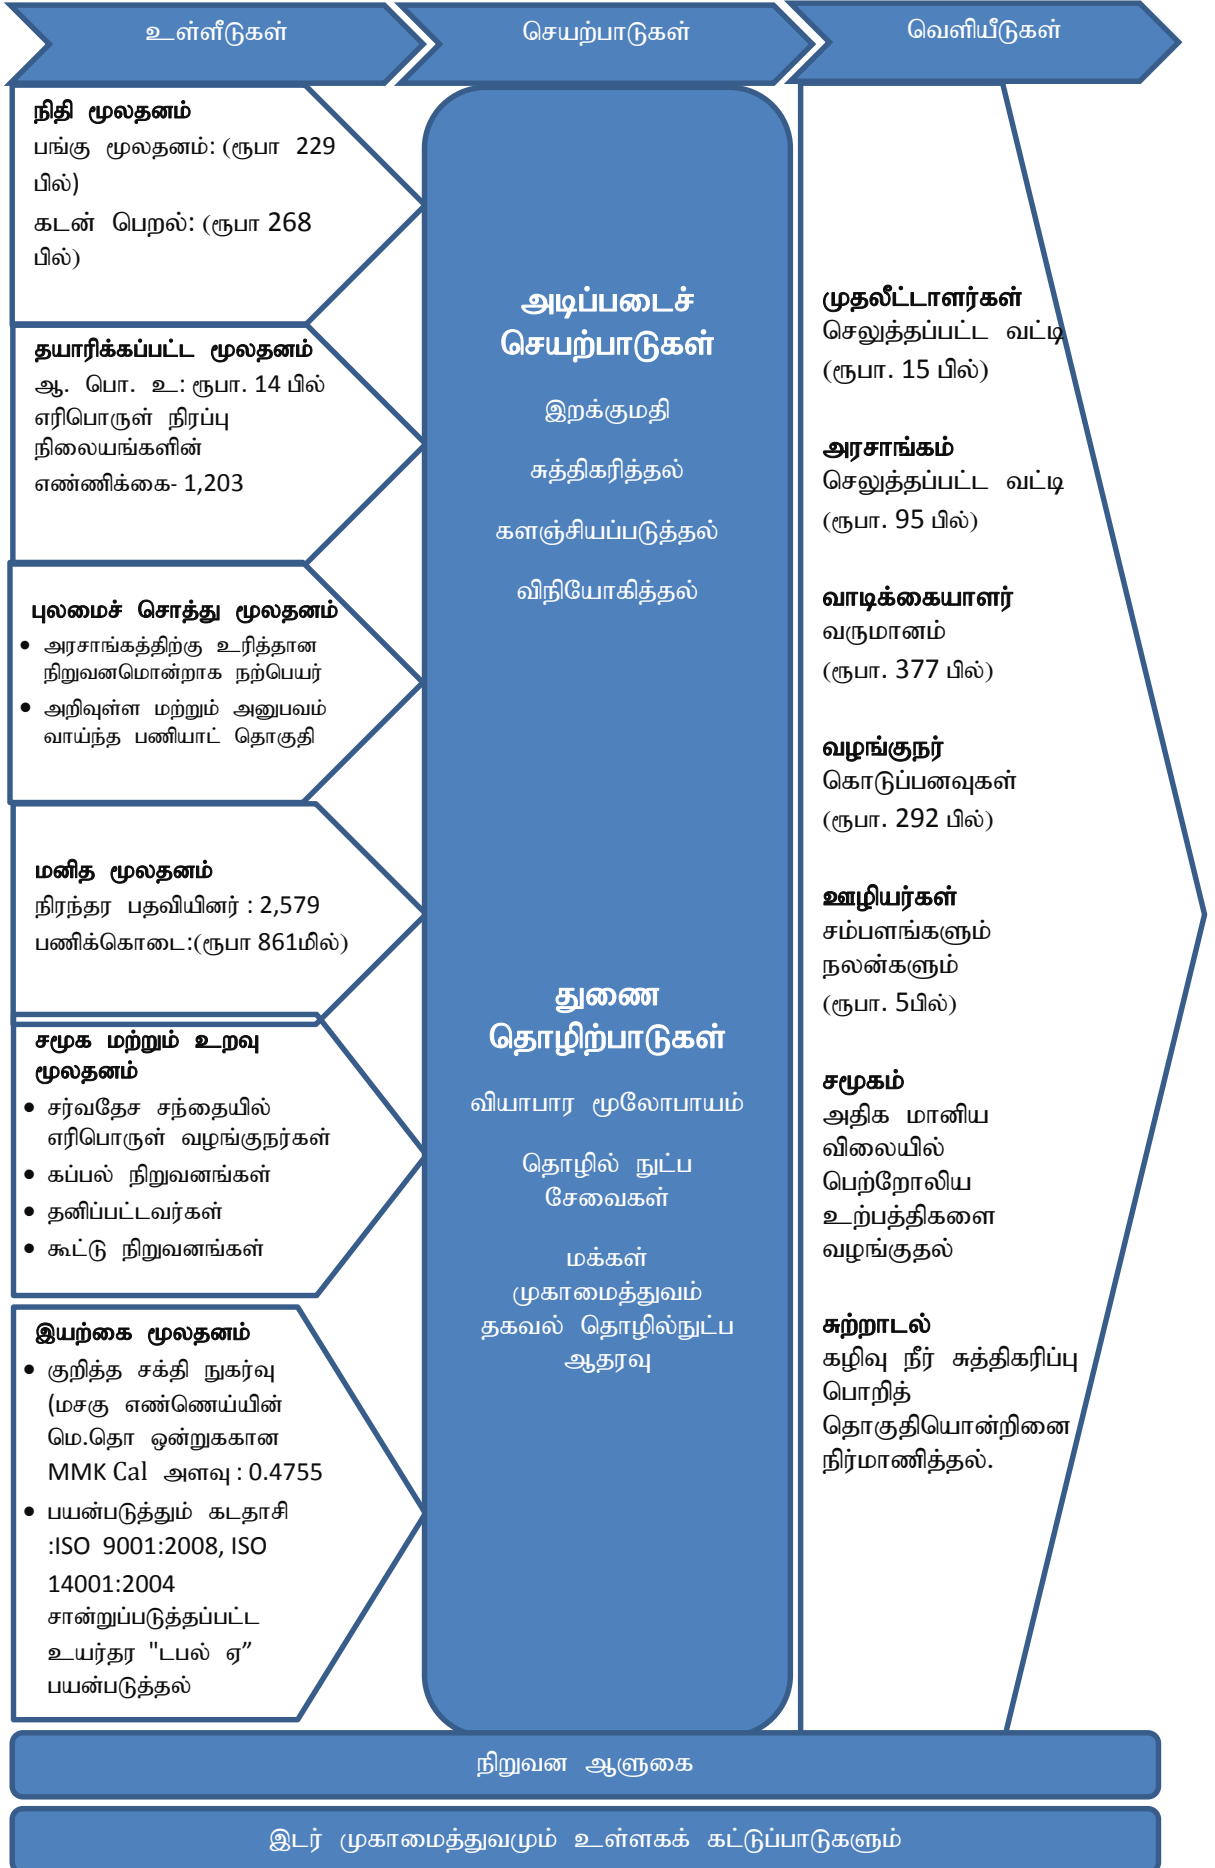 உள்ளீடுகள்
செயற்பாடுகள்
வெளியீடுகள்
நிதி மூலதனம்
பங்கு மூலதனம்: (ரூபா 229
பில்)
கடன் பெறல்: (ரூபா 268
பில்)
தயாரிக்கப்பட்ட மூலதனம்
ஆ. பொ. உ: ரூபா. 14 பில்
எரிபொருள் நிரப்பு
நிலையங்களின்
எண்ணிக்கை- 1,203
புலமைச் சொத்து மூலதனம்
• அரசாங்கத்திற்கு உரித்தான
நிறுவனமொன்றாக நற்பெயர்
• அறிவுள்ள மற்றும் அனுபவம்
வாய்ந்த பணியாட் தொகுதி
மனித மூலதனம்
நிரந்தர பதவியினர் : 2,579
பணிக்கொடை:(ரூபா 861மில்)
சமூக மற்றும் உறவு
மூலதனம்
• சர்வதேச சந்தையில்
எரிபொருள் வழங்குநர்கள்
• கப்பல் நிறுவனங்கள்
• தனிப்பட்டவர்கள்
• கூட்டு நிறுவனங்கள்
இயற்கை மூலதனம்
• குறித்த சக்தி நுகர்வு
(மசகு எண்ணெய்யின்
மெ.தொ ஒன்றுககான
MMK Cal அளவு : 0.4755
• பயன்படுத்தும் கடதாசி
:ISO 9001:2008, ISO
14001:2004
சான்றுப்படுத்தப்பட்ட
உயர்தர "டபல் ஏ”
பயன்படுத்தல்
அடிப்படைச்
செயற்பாடுகள்
இறக்குமதி
சுத்திகரித்தல்
களஞ்சியப்படுத்தல்
விநியோகித்தல்
துணை
தொழிற்பாடுகள்
வியாபார மூலோபாயம்
தொழில் நுட்ப
சேவைகள்
மக்கள்
முகாமைத்துவம்
தகவல் தொழில்நுட்ப
ஆதரவு
முதலீட்டாளர்கள்
செலுத்தப்பட்ட வட்டி
(ரூபா. 15 பில்)
அரசாங்கம்
செலுத்தப்பட்ட வட்டி
(ரூபா. 95 பில்)
வாடிக்கையாளர்
வருமானம்
(ரூபா. 377 பில்)
வழங்குநர்
கொடுப்பனவுகள்
(ரூபா. 292 பில்)
ஊழியர்கள்
சம்பளங்களும்
நலன்களும்
(ரூபா. 5பில்)
சமூகம்
அதிக மானிய
விலையில்
பெற்றோலிய
உற்பத்திகளை
வழங்குதல்
சுற்றாடல்
கழிவு நீர் சுத்திகரிப்பு
பொறித்
தொகுதியொன்றினை
நிர்மாணித்தல்.
நிறுவன ஆளுகை
இடர் முகாமைத்துவமும் உள்ளகக் கட்டுப்பாடுகளும்